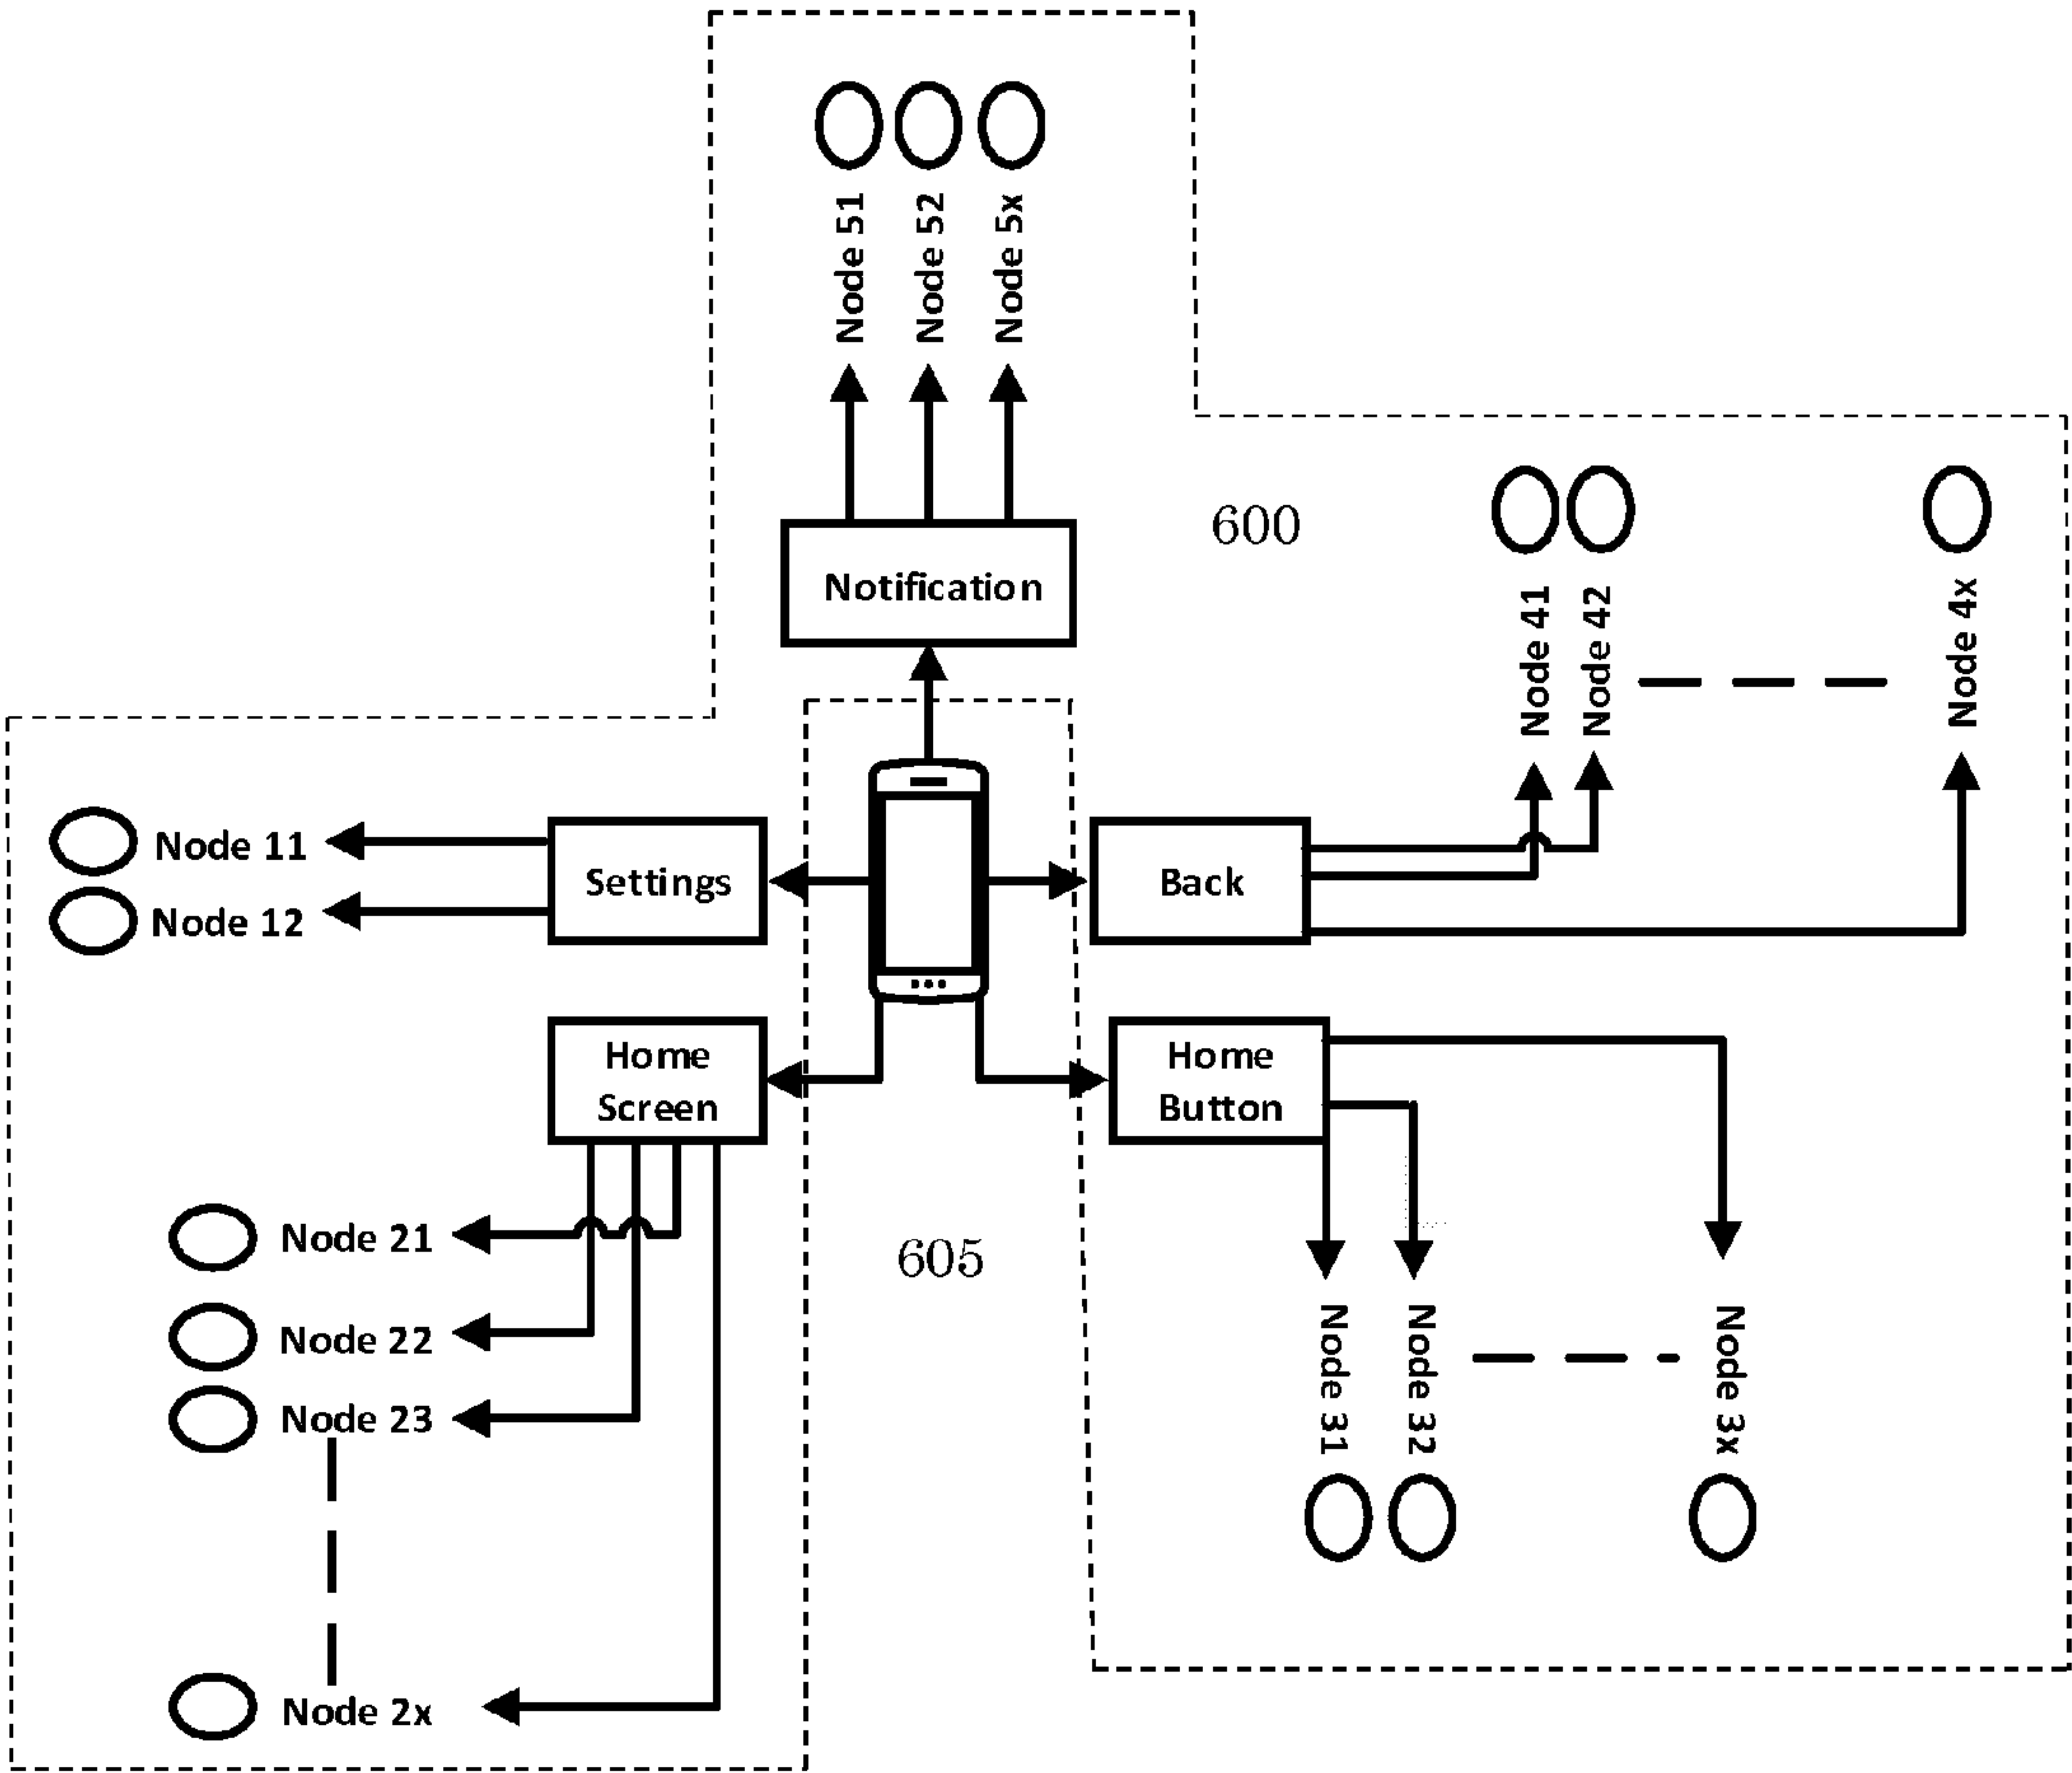 Node 51
Node 52
Node 5x
600
Notification
Node 41
Node 42
Node 4x
Node 11
Node 12
Settings
Back
Home
Screen
Home
Button
Node 21
Node 22
Node 23
Node 2x
605
Node 31
Node 32
Node 3x